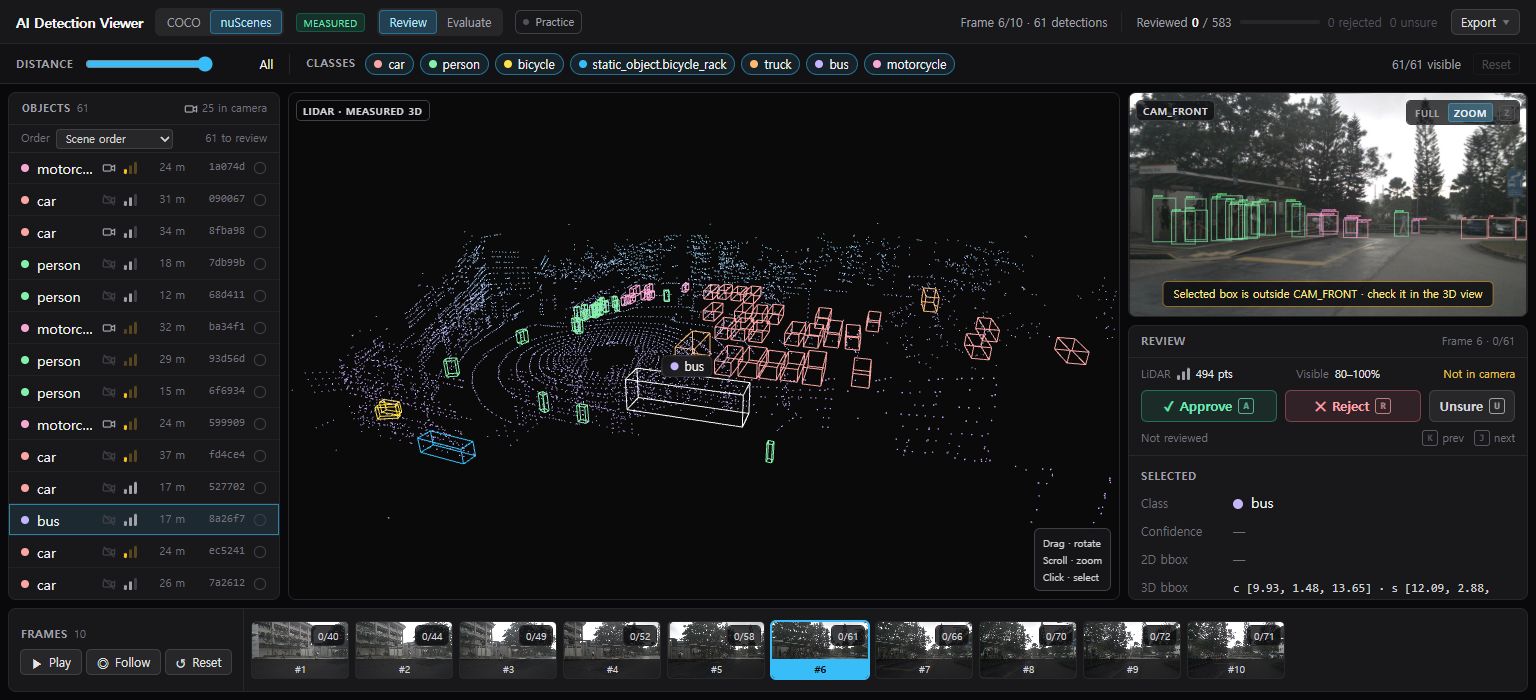 AI Detection Viewer COCO nuScenes MEASURED Review Evaluate Practice Frame 6/10 · 61 detections Reviewed 0 / 583 0 rejected 0 unsure Export
DISTANCE All CLASSES car person bicycle static_object.bicycle_rack truck bus motorcycle 61/61 visible Reset
OBJECTS 61 25 in camera
Order Scene order 61 to review
motorc... 24 m 1a074d
car 31 m 090067
car 34 m 8fba98
person 18 m 7db99b
person 12 m 68d411
motorc... 32 m ba34f1
person 29 m 93d56d
person 15 m 6f6934
motorc... 24 m 599909
car 37 m fd4ce4
car 17 m 527702
bus 17 m 8a26f7
car 24 m ec5241
car 26 m 7a2612
LIDAR · MEASURED 3D
bus
Drag · rotate
Scroll · zoom
Click · select
CAM_FRONT FULL ZOOM Z
Selected box is outside CAM_FRONT · check it in the 3D view
REVIEW Frame 6 · 0/61
LiDAR 494 pts Visible 80–100% Not in camera
Approve A Reject R Unsure U
Not reviewed K prev J next
SELECTED
Class bus
Confidence —
2D bbox —
3D bbox c [9.93, 1.48, 13.65] · s [12.09, 2.88,
FRAMES 10
Play Follow Reset
0/40 0/44 0/49 0/52 0/58 0/61 0/66 0/70 0/72 0/71
#1 #2 #3 #4 #5 #6 #7 #8 #9 #10